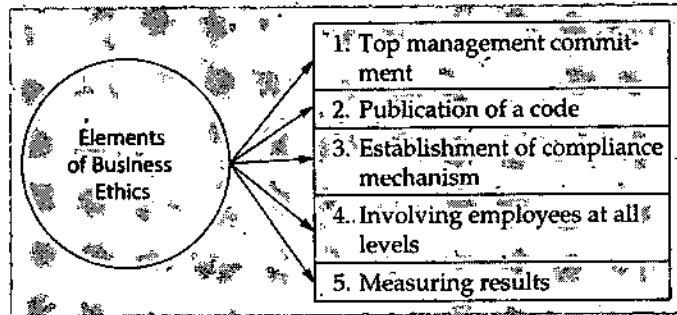 Elements
of Business
Ethics
1. Top management commit-
ment
2. Publication of a code
3. Establishment of compliance
mechanism
4. Involving employees at all
levels
5. Measuring results